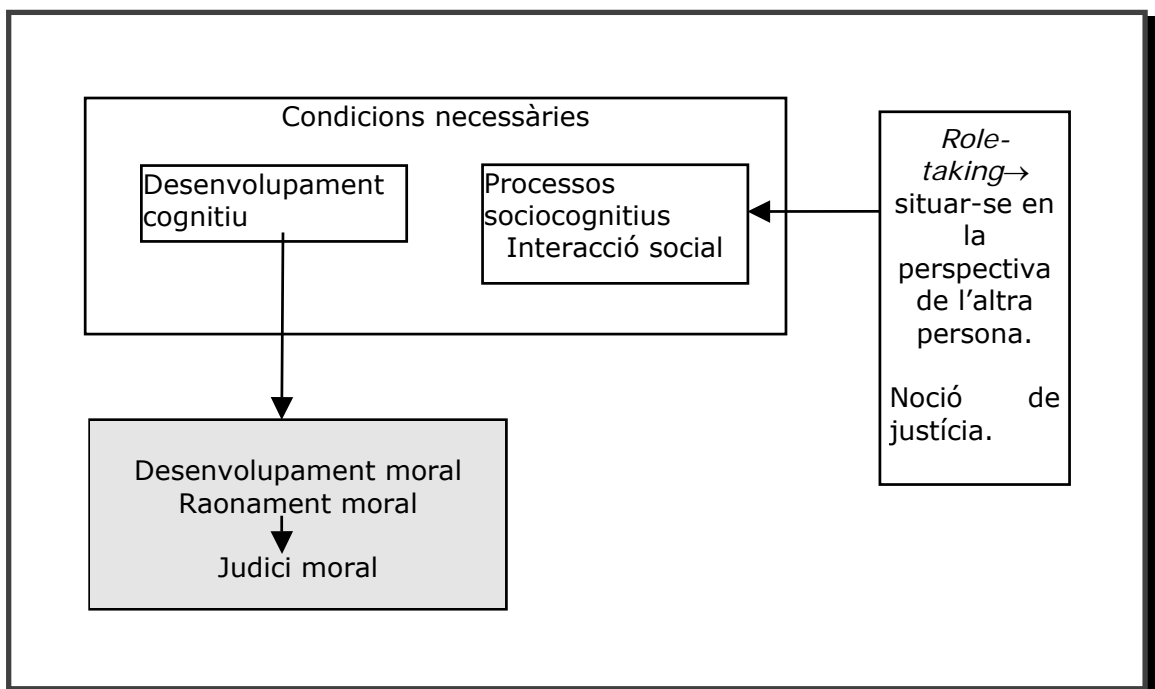 Condicions necessàries
Desenvolupament
cognitiu
Processos
sociocognitius
Interacció social
Role-
taking→
situar-se en
la
perspectiva
de l’altra
persona.
Noció de
justícia.
Desenvolupament moral
Raonament moral
Judici moral